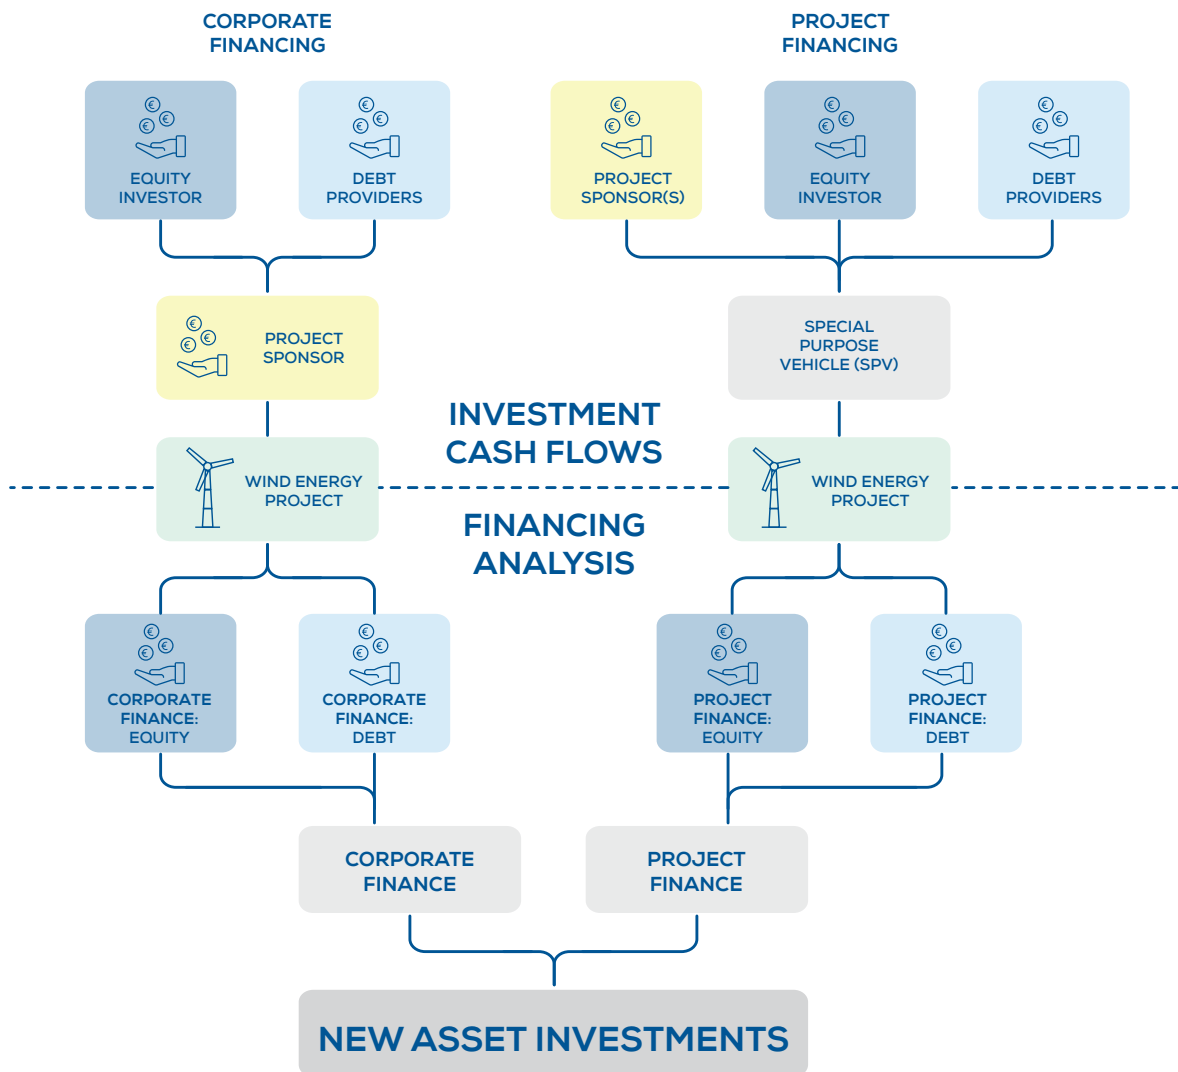 CORPORATE
FINANCING
PROJECT
FINANCING
EQUITY
INVESTOR
DEBT
PROVIDERS
PROJECT
SPONSOR(S)
EQUITY
INVESTOR
DEBT
PROVIDERS
PROJECT
SPONSOR
SPECIAL
PURPOSE
VEHICLE (SPV)
INVESTMENT
CASH FLOWS
WIND ENERGY
PROJECT
WIND ENERGY
PROJECT
FINANCING
ANALYSIS
CORPORATE
FINANCE:
EQUITY
CORPORATE
FINANCE:
DEBT
PROJECT
FINANCE:
EQUITY
PROJECT
FINANCE:
DEBT
CORPORATE
FINANCE
PROJECT
FINANCE
NEW ASSET INVESTMENTS